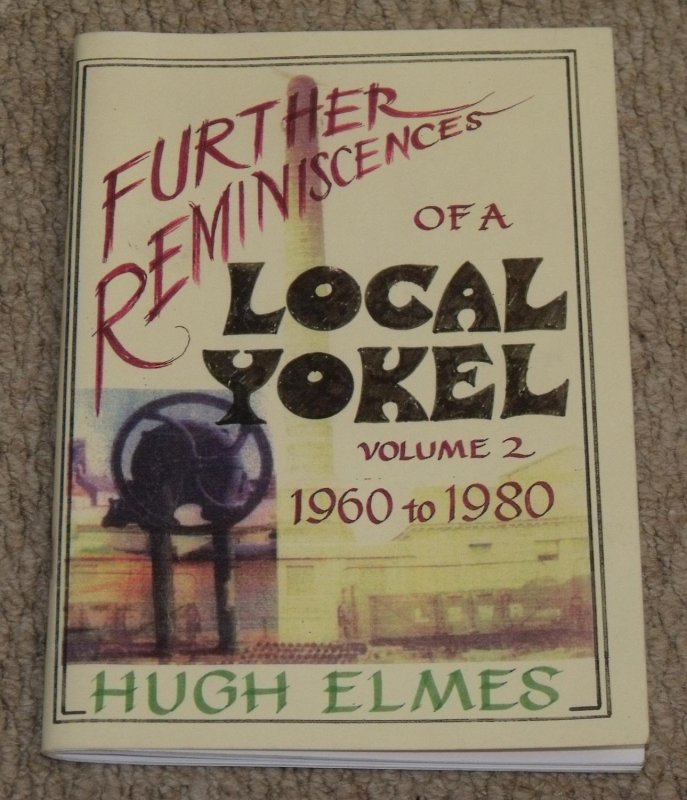 FURTHER
REMINISCENCES
OF A
LOCAL
YOKEL
VOLUME 2
1960 to 1980
HUGH ELMES